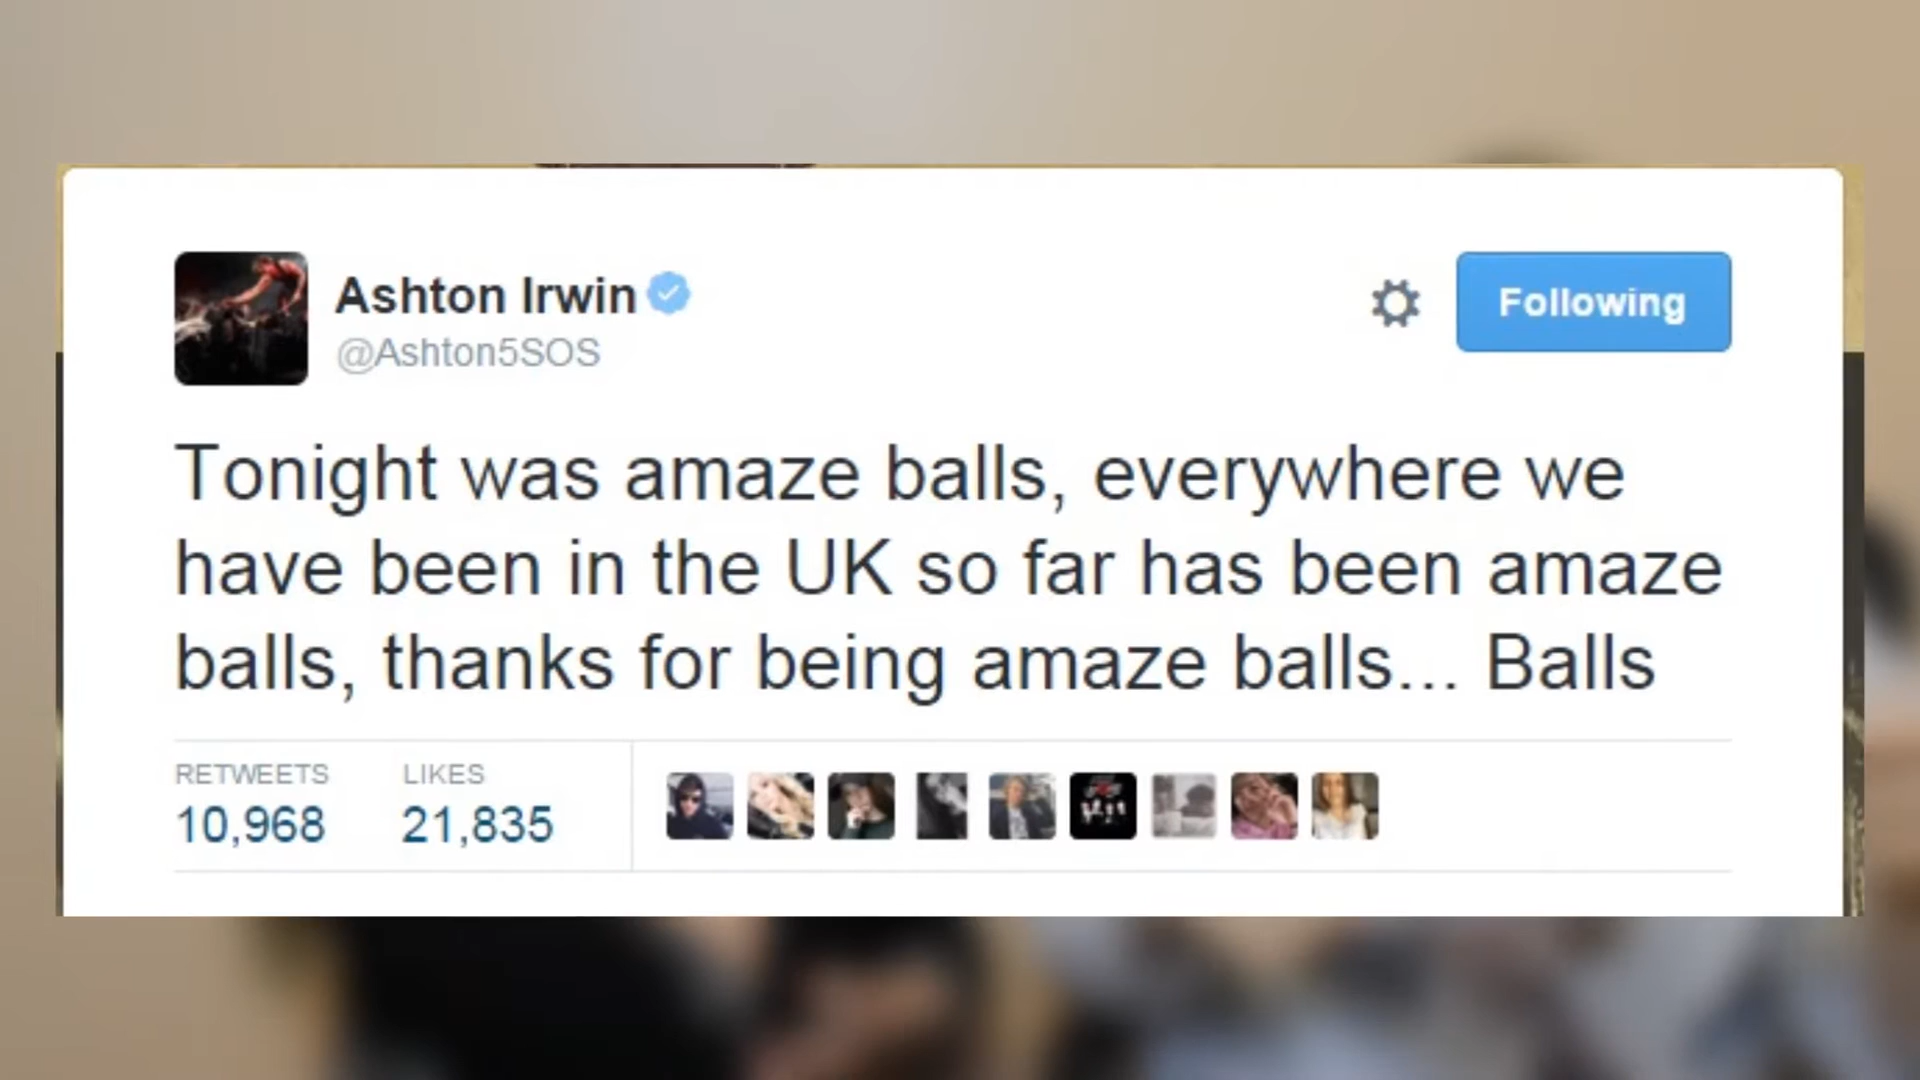 Ashton Irwin
@Ashton5SOS
Following
Tonight was amaze balls, everywhere we
have been in the UK so far has been amaze
balls, thanks for being amaze balls... Balls
RETWEETS LIKES
10,968 21,835